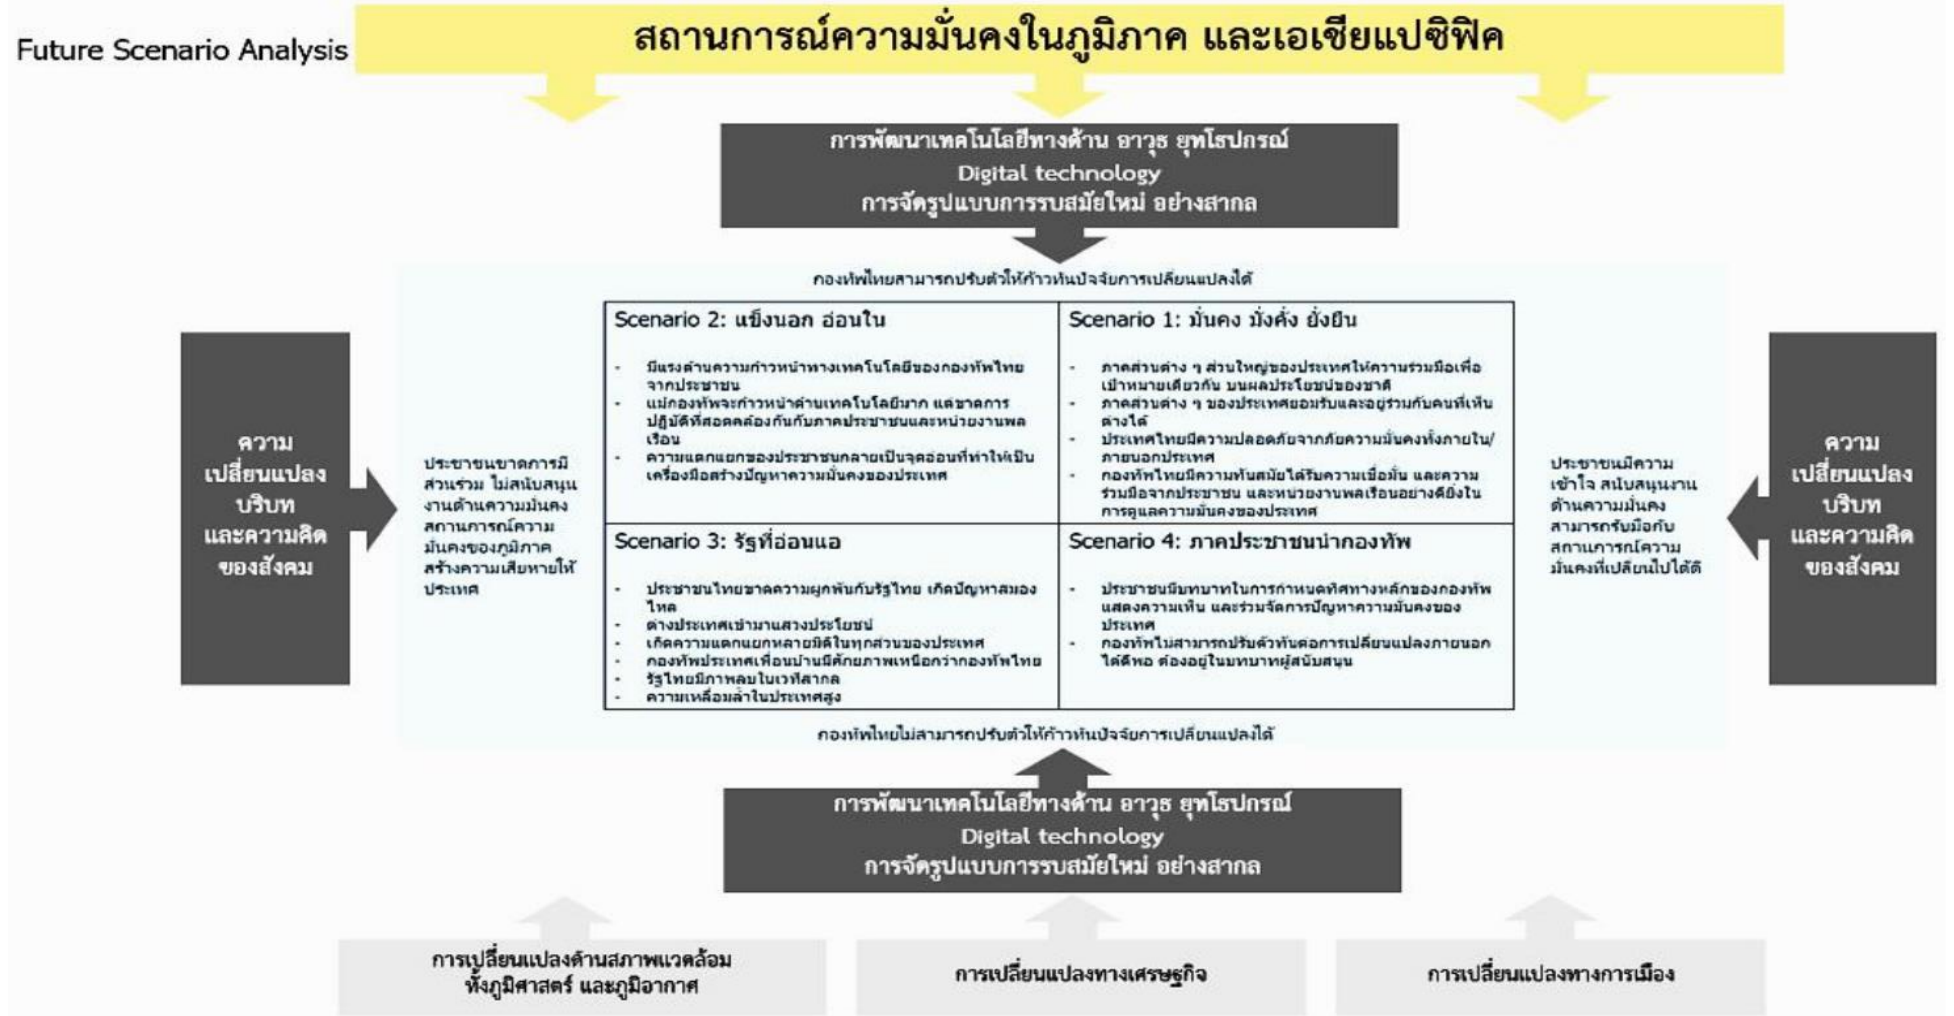 Future Scenario Analysis
สถานการณ์ความมั่นคงในภูมิภาค และเอเชียแปซิฟิค
การพัฒนาเทคโนโลยีทางด้าน อาวุธ ยุทโธปกรณ์
Digital technology
การจัดรูปแบบการรบสมัยใหม่ อย่างสากล
กองทัพไทยสามารถปรับตัวให้ก้าวทันปัจจัยการเปลี่ยนแปลงได้
ความ
เปลี่ยนแปลง
บริบท
และความคิด
ของสังคม
ประชาชนขาดการมี
ส่วนร่วม ไม่สนับสนุน
งานด้านความมั่นคง
สถานการณ์ความ
มั่นคงของภูมิภาค
สร้างความเสียหายให้
ประเทศ
Scenario 2: แข็งนอก อ่อนใน
- มีแรงต้านความก้าวหน้าทางเทคโนโลยีของกองทัพไทย
จากประชาชน
- แม้กองทัพจะก้าวหน้าด้านเทคโนโลยีมาก แต่ขาดการ
ปฏิบัติที่สอดคล้องกันกับภาคประชาชนและหน่วยงานพล
เรือน
- ความแตกแยกของประชาชนกลายเป็นจุดอ่อนที่ทำให้เป็น
เครื่องมือสร้างปัญหาความมั่นคงของประเทศ
Scenario 1: มั่นคง มั่งคั่ง ยั่งยืน
- ภาคส่วนต่าง ๆ ส่วนใหญ่ของประเทศให้ความร่วมมือเพื่อ
เป้าหมายเดียวกัน บนผลประโยชน์ของชาติ
- ภาคส่วนต่าง ๆ ของประเทศยอมรับและอยู่ร่วมกับคนที่เห็น
ต่างได้
- ประเทศไทยมีความปลอดภัยจากภัยความมั่นคงทั้งภายใน/
ภายนอกประเทศ
- กองทัพไทยมีความทันสมัยได้รับความเชื่อมั่น และความ
ร่วมมือจากประชาชน และหน่วยงานพลเรือนอย่างดียิ่งใน
การดูแลความมั่นคงของประเทศ
Scenario 3: รัฐที่อ่อนแอ
- ประชาชนไทยขาดความผูกพันกับรัฐไทย เกิดปัญหาสมอง
ไหล
- ต่างประเทศเข้ามาแสวงประโยชน์
- เกิดความแตกแยกหลายมิติในทุกส่วนของประเทศ
- กองทัพประเทศเพื่อนบ้านมีศักยภาพเหนือกว่ากองทัพไทย
- รัฐไทยมีภาพลบในเวทีสากล
- ความเหลื่อมล้ำในประเทศสูง
Scenario 4: ภาคประชาชนนำกองทัพ
- ประชาชนมีบทบาทในการกำหนดทิศทางหลักของกองทัพ
แสดงความเห็น และร่วมจัดการปัญหาความมั่นคงของ
ประเทศ
- กองทัพไม่สามารถปรับตัวทันต่อการเปลี่ยนแปลงภายนอก
ได้ดีพอ ต้องอยู่ในบทบาทผู้สนับสนุน
ประชาชนมีความ
เข้าใจ สนับสนุนงาน
ด้านความมั่นคง
สามารถรับมือกับ
สถานการณ์ความ
มั่นคงที่เปลี่ยนไปได้ดี
ความ
เปลี่ยนแปลง
บริบท
และความคิด
ของสังคม
กองทัพไทยไม่สามารถปรับตัวให้ก้าวทันปัจจัยการเปลี่ยนแปลงได้
การพัฒนาเทคโนโลยีทางด้าน อาวุธ ยุทโธปกรณ์
Digital technology
การจัดรูปแบบการรบสมัยใหม่ อย่างสากล
การเปลี่ยนแปลงด้านสภาพแวดล้อม
ทั้งภูมิศาสตร์ และภูมิอากาศ
การเปลี่ยนแปลงทางเศรษฐกิจ
การเปลี่ยนแปลงทางการเมือง